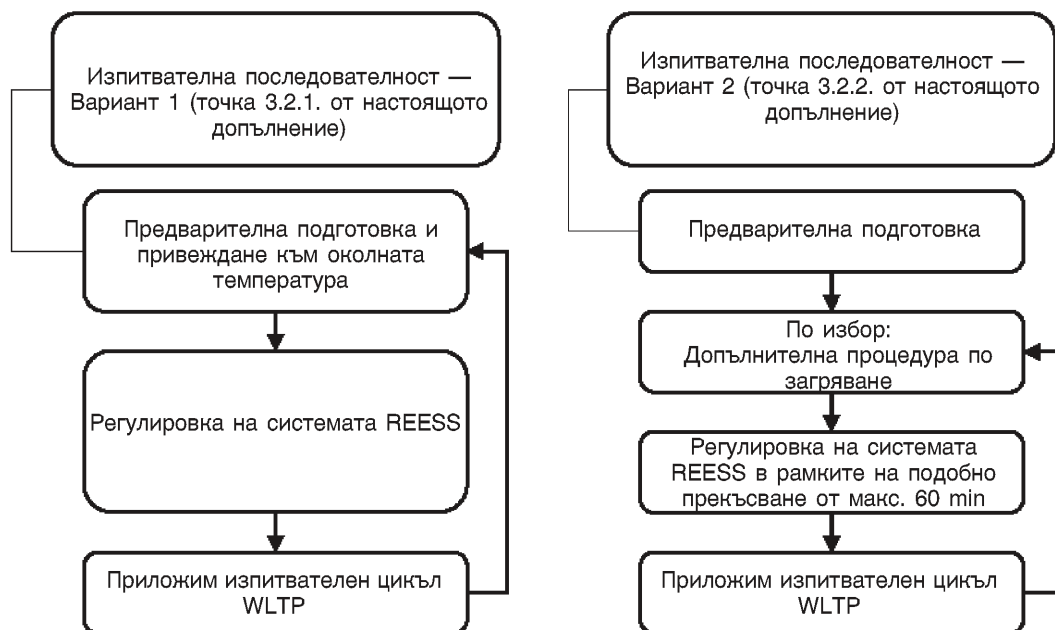 Изпитвателна последователност —
Вариант 1 (точка 3.2.1. от настоящото
допълнение)
Предварителна подготовка и
привеждане към околната
температура
Регулировка на системата REESS
Приложим изпитвателен цикъл
WLTP
Изпитвателна последователност —
Вариант 2 (точка 3.2.2. от настоящото
допълнение)
Предварителна подготовка
По избор:
Допълнителна процедура по
загряване
Регулировка на системата
REESS в рамките на подобно
прекъсване от макс. 60 min
Приложим изпитвателен цикъл
WLTP